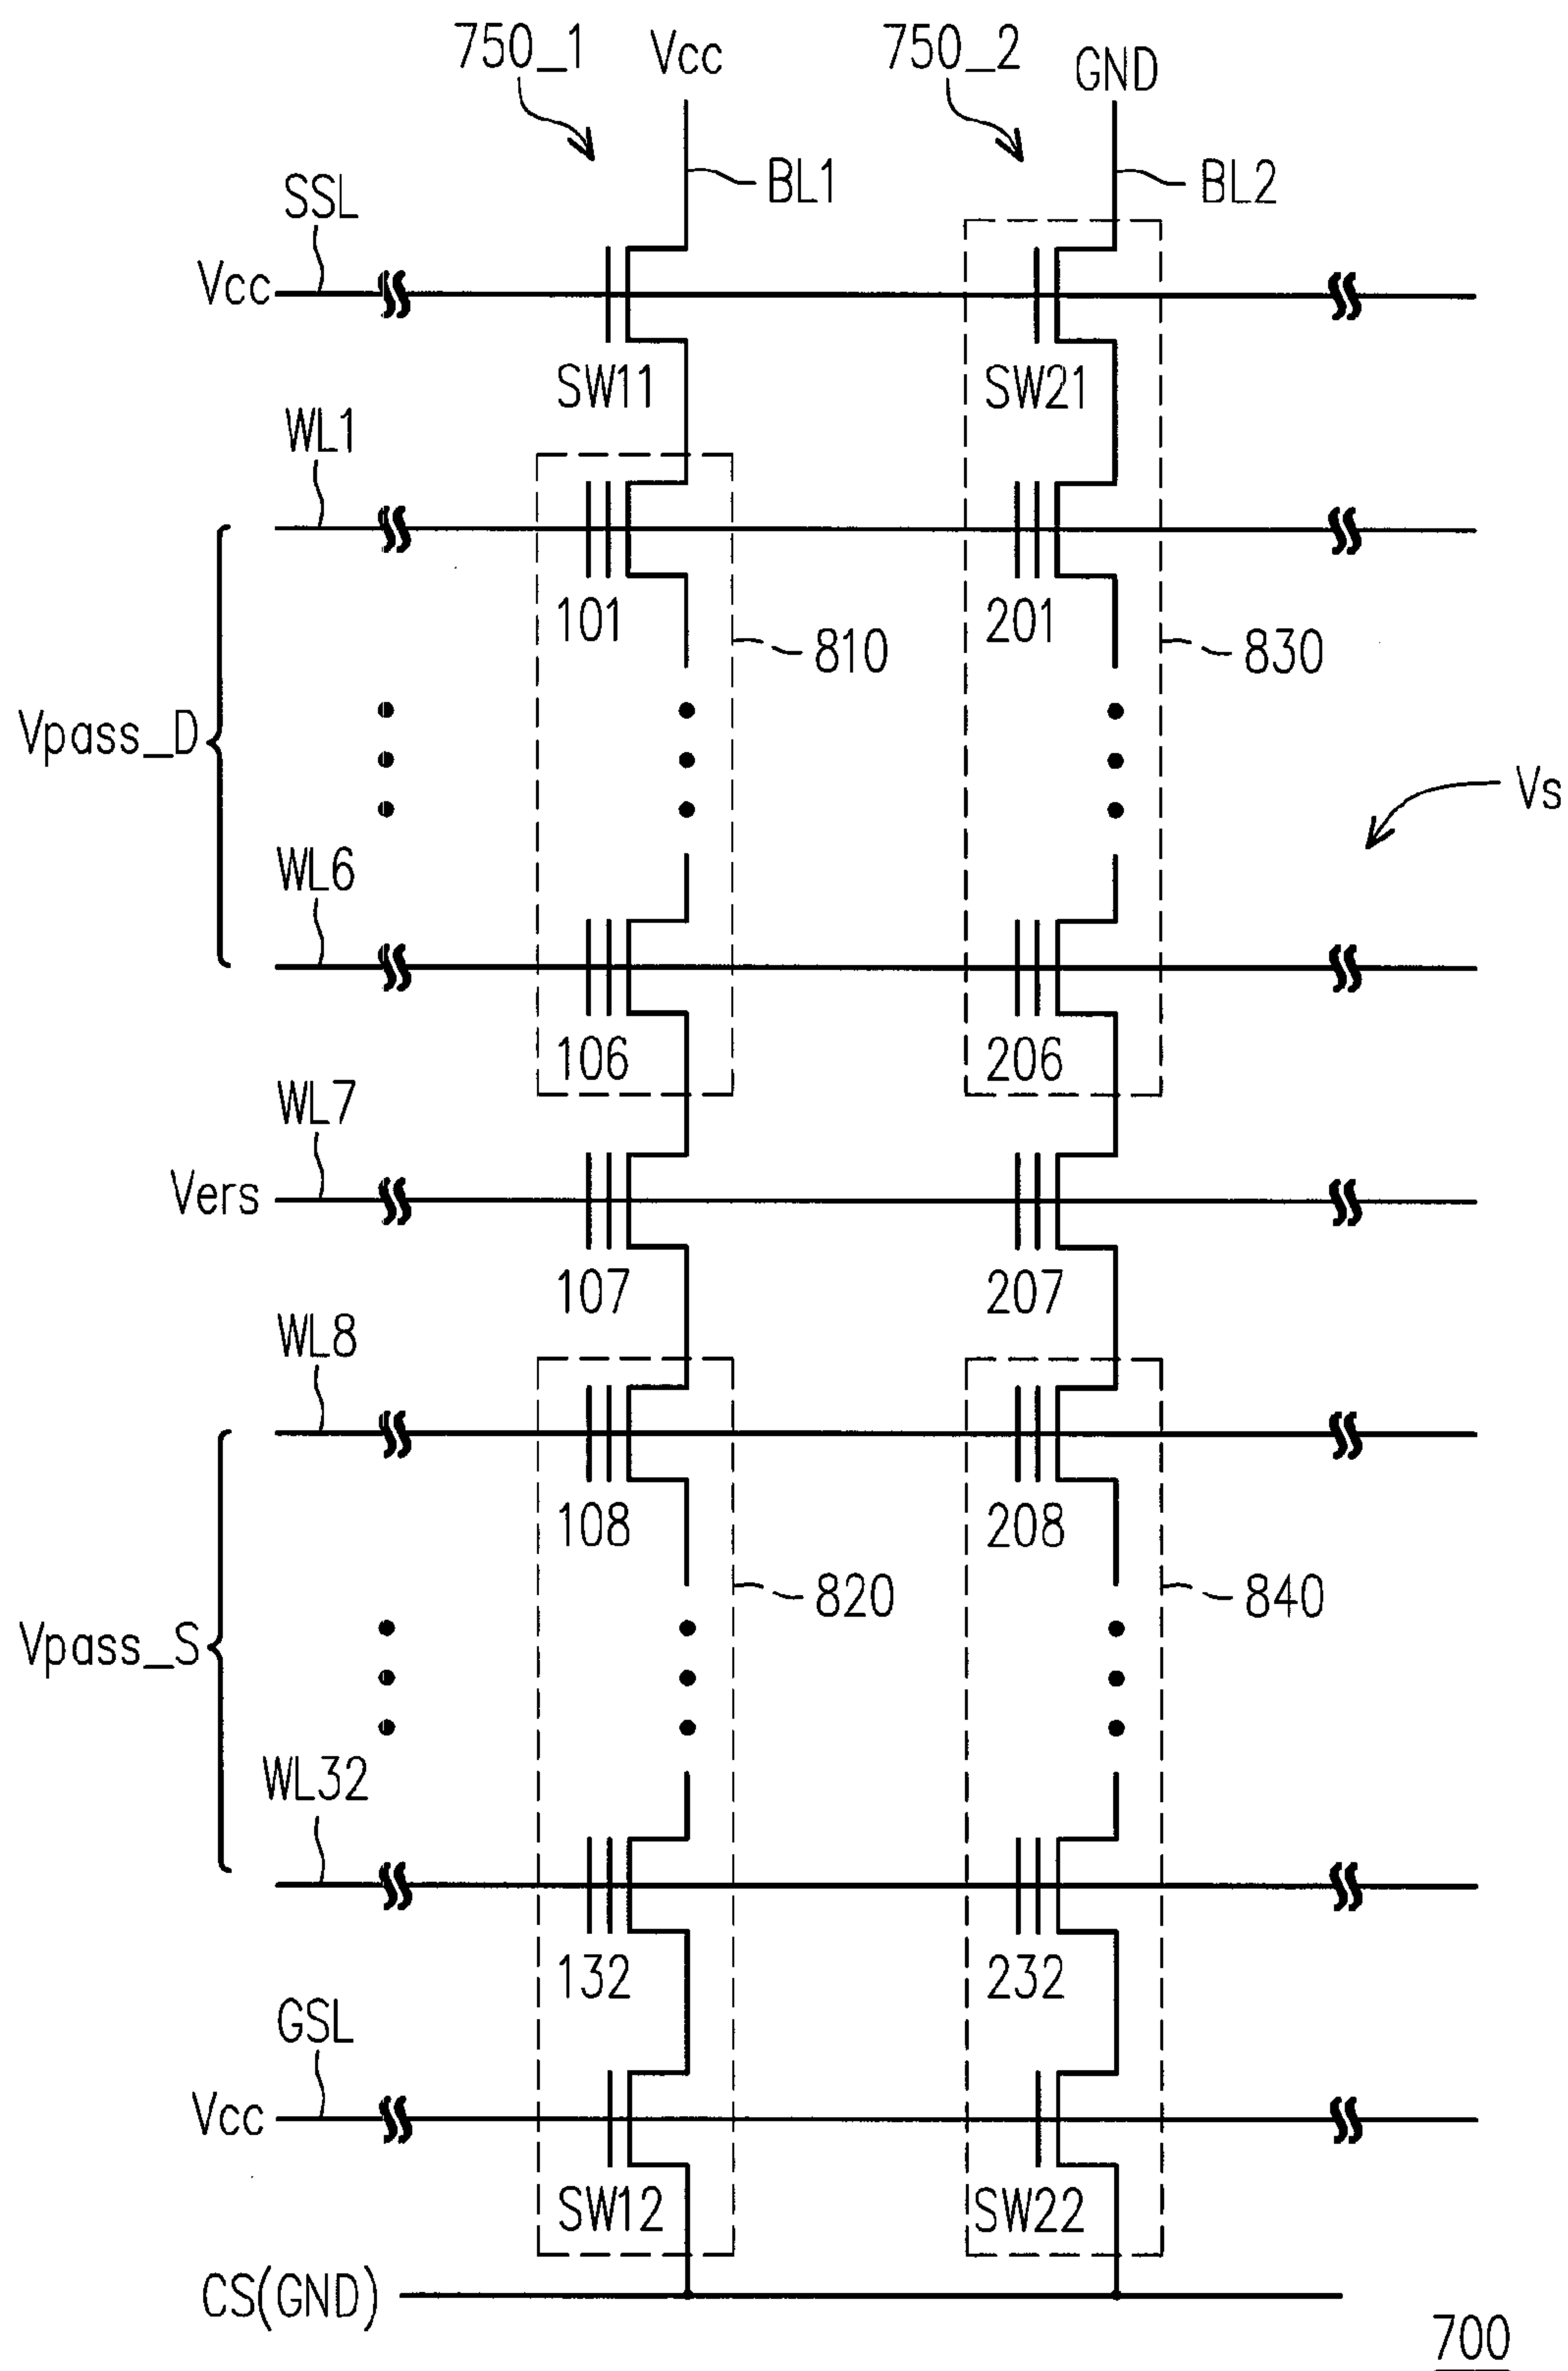 750_1 Vcc 750_2 GND
BL1 BL2
SSL
Vcc
SW11 SW21
WL1
101 201
810 830
Vpass_D
Vs
WL6
106 206
WL7
Vers
107 207
WL8
108 208
820 840
Vpass_S
WL32
132 232
GSL
Vcc
SW12 SW22
CS(GND)
700